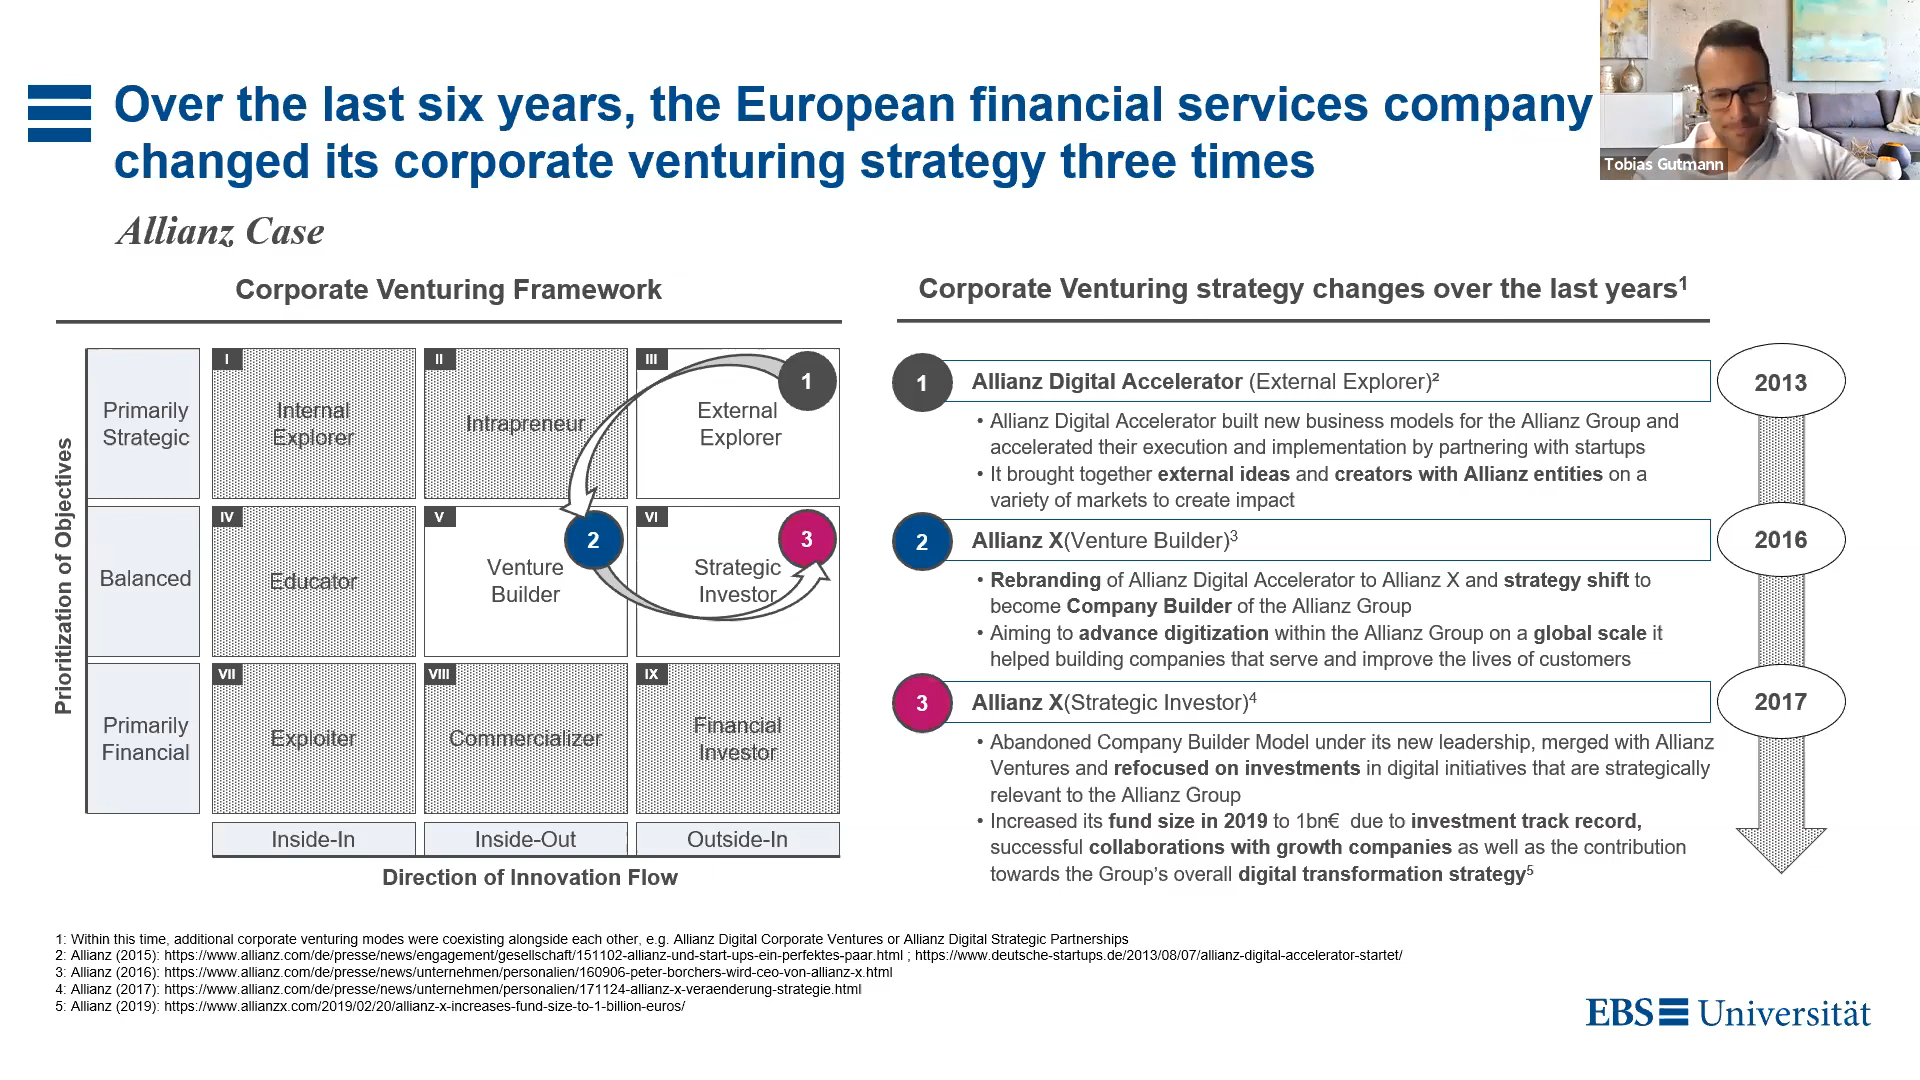 Over the last six years, the European financial services company
changed its corporate venturing strategy three times
Tobias Gutmann
Allianz Case
Corporate Venturing Framework
Prioritization of Objectives
Primarily
Strategic
I
Internal
Explorer
II
Intrapreneur
III
External
Explorer
1
Balanced
IV
Educator
V
Venture
Builder
2
VI
Strategic
Investor
3
Primarily
Financial
VII
Exploiter
VIII
Commercializer
IX
Financial
Investor
Inside-In
Inside-Out
Outside-In
Direction of Innovation Flow
Corporate Venturing strategy changes over the last years¹
1
Allianz Digital Accelerator (External Explorer)²
2013
• Allianz Digital Accelerator built new business models for the Allianz Group and
accelerated their execution and implementation by partnering with startups
• It brought together external ideas and creators with Allianz entities on a
variety of markets to create impact
2
Allianz X(Venture Builder)³
2016
• Rebranding of Allianz Digital Accelerator to Allianz X and strategy shift to
become Company Builder of the Allianz Group
• Aiming to advance digitization within the Allianz Group on a global scale it
helped building companies that serve and improve the lives of customers
3
Allianz X(Strategic Investor)⁴
2017
• Abandoned Company Builder Model under its new leadership, merged with Allianz
Ventures and refocused on investments in digital initiatives that are strategically
relevant to the Allianz Group
• Increased its fund size in 2019 to 1bn€ due to investment track record,
successful collaborations with growth companies as well as the contribution
towards the Group's overall digital transformation strategy⁵
1: Within this time, additional corporate venturing modes were coexisting alongside each other, e.g. Allianz Digital Corporate Ventures or Allianz Digital Strategic Partnerships
2: Allianz (2015): https://www.allianz.com/de/presse/news/engagement/gesellschaft/151102-allianz-und-start-ups-ein-perfektes-paar.html ; https://www.deutsche-startups.de/2013/08/07/allianz-digital-accelerator-startet/
3: Allianz (2016): https://www.allianz.com/de/presse/news/unternehmen/personalien/160906-peter-borchers-wird-ceo-von-allianz-x.html
4: Allianz (2017): https://www.allianz.com/de/presse/news/unternehmen/personalien/171124-allianz-x-veraenderung-strategie.html
5: Allianz (2019): https://www.allianzx.com/2019/02/20/allianz-x-increases-fund-size-to-1-billion-euros/
EBS Universität